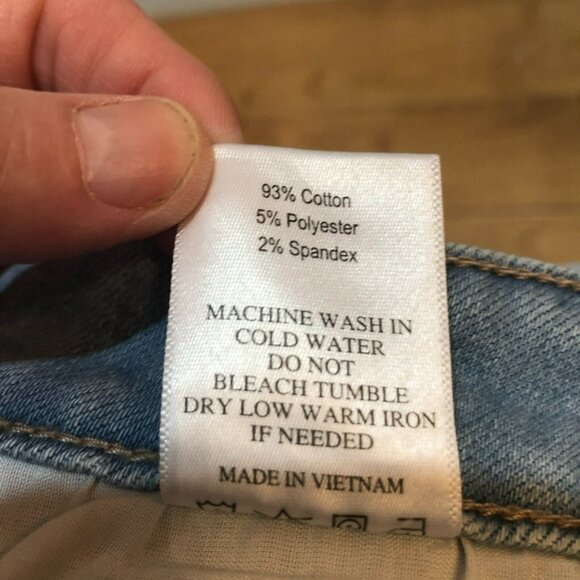 93% Cotton
5% Polyester
2% Spandex
MACHINE WASH IN
COLD WATER
DO NOT
BLEACH TUMBLE
DRY LOW WARM IRON
IF NEEDED
MADE IN VIETNAM